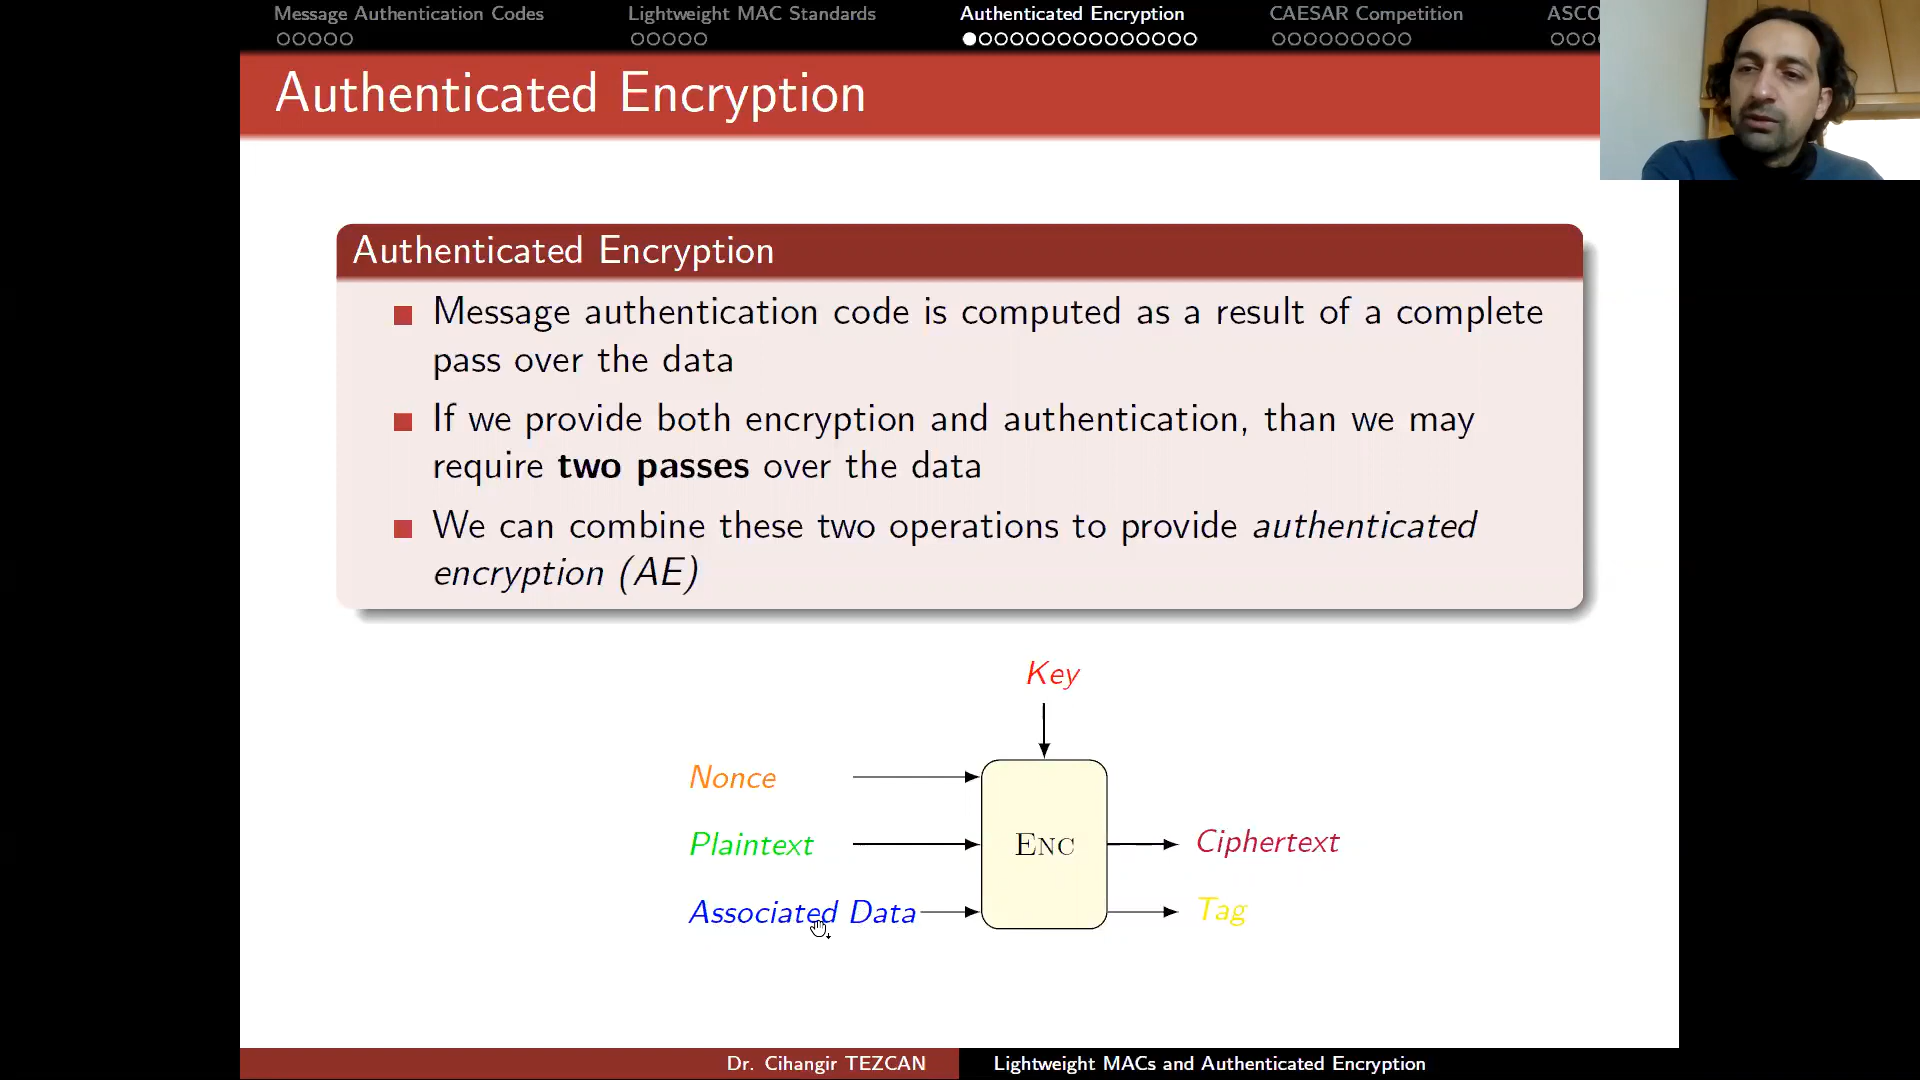 Message Authentication Codes Lightweight MAC Standards Authenticated Encryption CAESAR Competition ASCO
Authenticated Encryption
Authenticated Encryption
Message authentication code is computed as a result of a complete
pass over the data
If we provide both encryption and authentication, than we may
require two passes over the data
We can combine these two operations to provide authenticated
encryption (AE)
Key
Nonce
Plaintext
Enc
Ciphertext
Associated Data
Tag
Dr. Cihangir TEZCAN Lightweight MACs and Authenticated Encryption